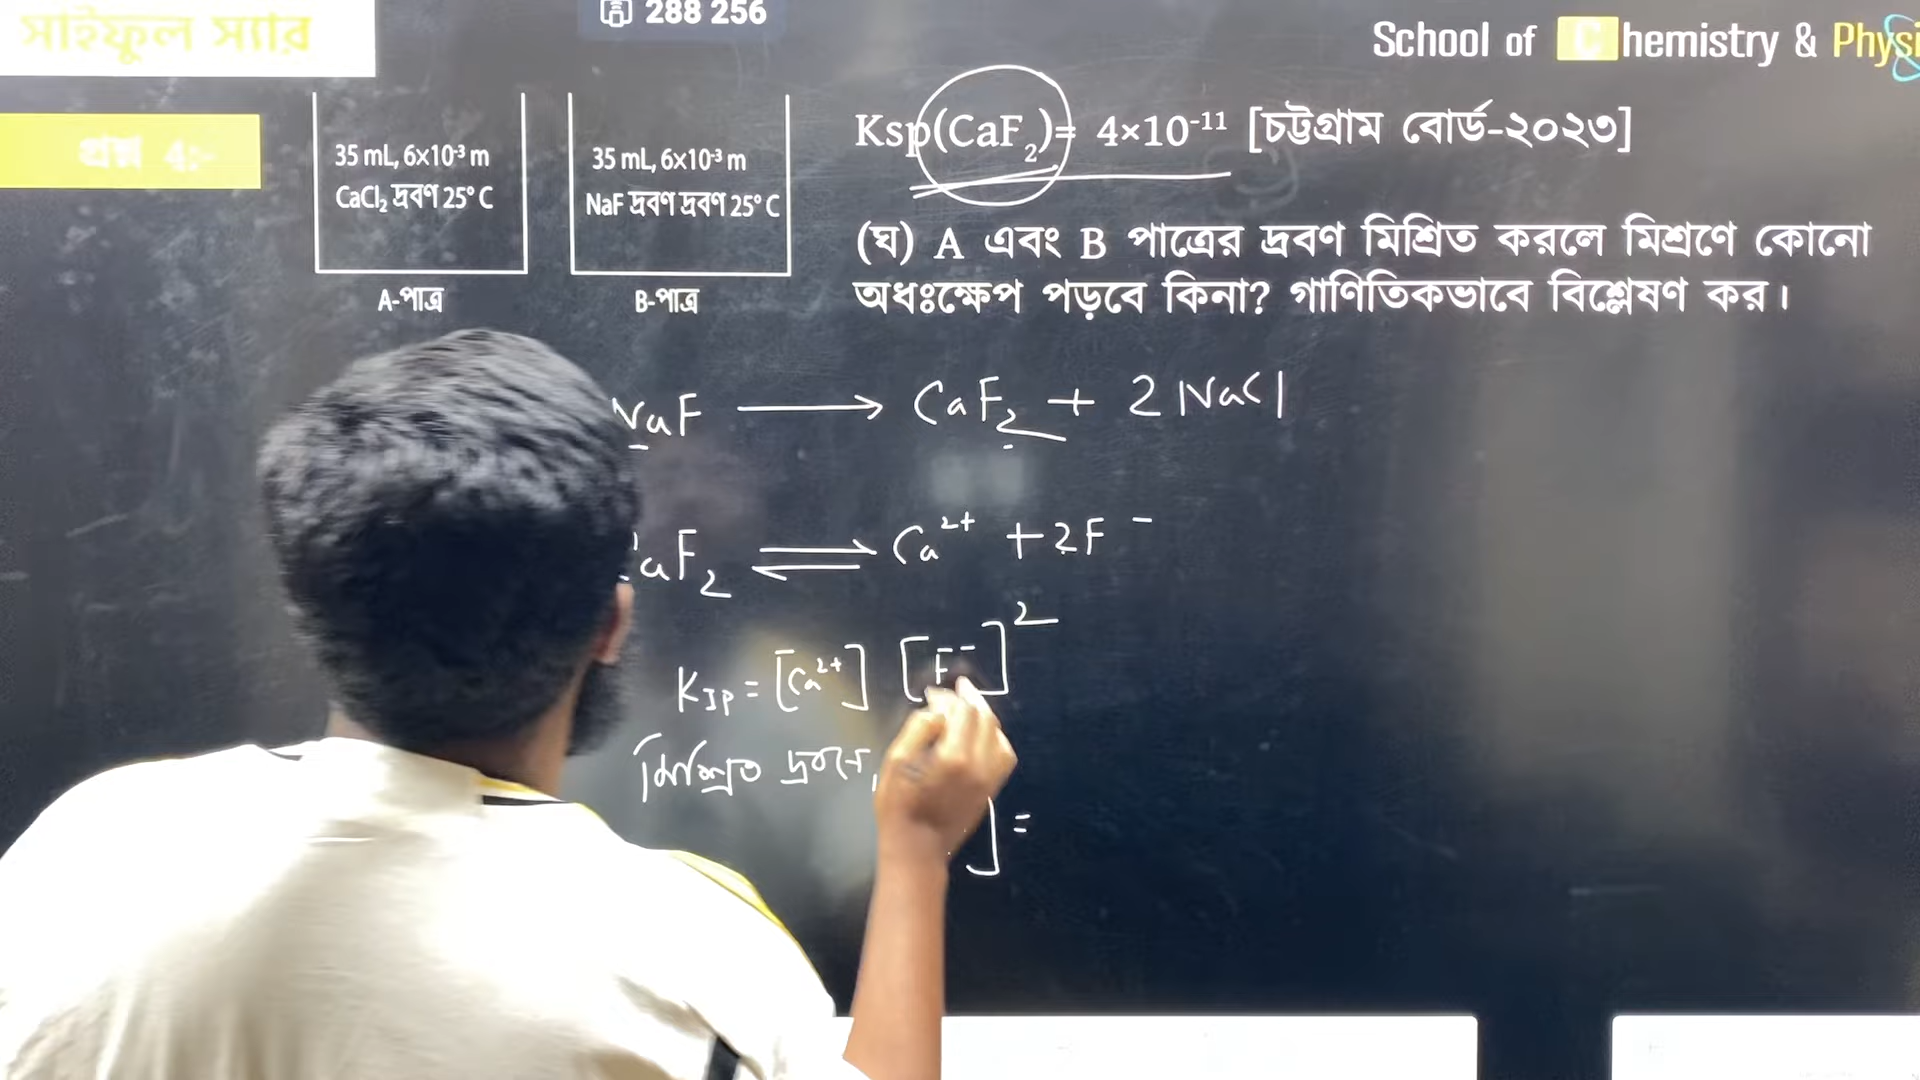 সাইফুল স্যার
288 256
School of Chemistry & Physi
প্রশ্ন 4:-
35 mL, 6×10⁻³ m
CaCl₂ দ্রবণ 25° C
A-পাত্র
35 mL, 6×10⁻³ m
NaF দ্রবণ দ্রবণ 25° C
B-পাত্র
Ksp(CaF₂)= 4×10⁻¹¹ [চট্টগ্রাম বোর্ড-২০২৩]
(ঘ) A এবং B পাত্রের দ্রবণ মিশ্রিত করলে মিশ্রণে কোনো
অধঃক্ষেপ পড়বে কিনা? গাণিতিকভাবে বিশ্লেষণ কর।
NaF ⟶ CaF₂ + 2 NaCl
CaF₂ ⇌ Ca²⁺ + 2F⁻
Ksp = [Ca²⁺] [F⁻]²
মিশ্রিত দ্রবণে,
] =